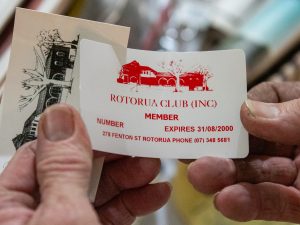 ROTORUA CLUB (INC)
MEMBER
NUMBER EXPIRES 31/08/2000
278 FENTON ST ROTORUA PHONE (07) 348 5681